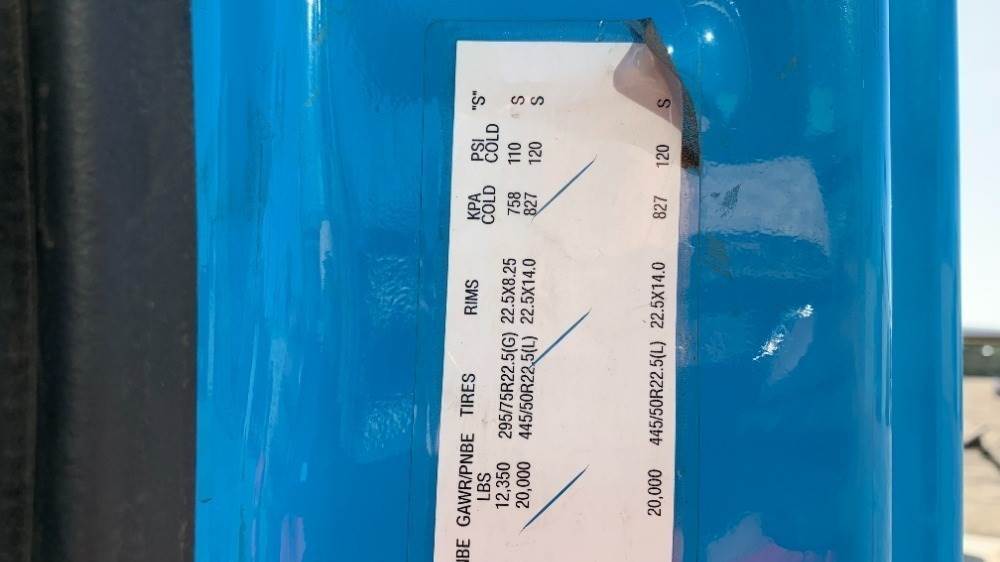 NBE GAWR/PNBE TIRES RIMS KPA PSI "S"
LBS COLD COLD
12,350 295/75R22.5(G) 22.5X8.25 758 110 S
20,000 445/50R22.5(L) 22.5X14.0 827 120 S
20,000 445/50R22.5(L) 22.5X14.0 827 120 S